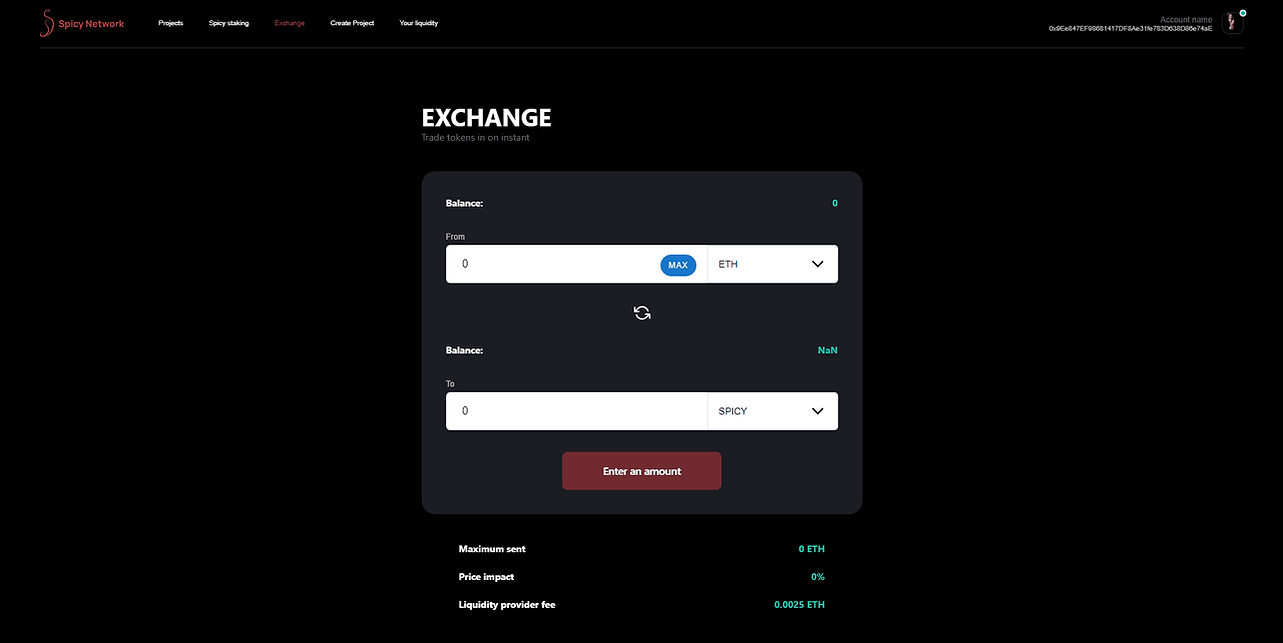 Spicy Network
Projects
Spicy staking
Exchange
Create Project
Your liquidity
Account name
0x9Ee847EF98681417DF8Ae31fe783D638D86e74aE
EXCHANGE
Trade tokens in on instant
Balance: 0
From
0 MAX ETH
Balance: NaN
To
0 SPICY
Enter an amount
Maximum sent 0 ETH
Price impact 0%
Liquidity provider fee 0.0025 ETH